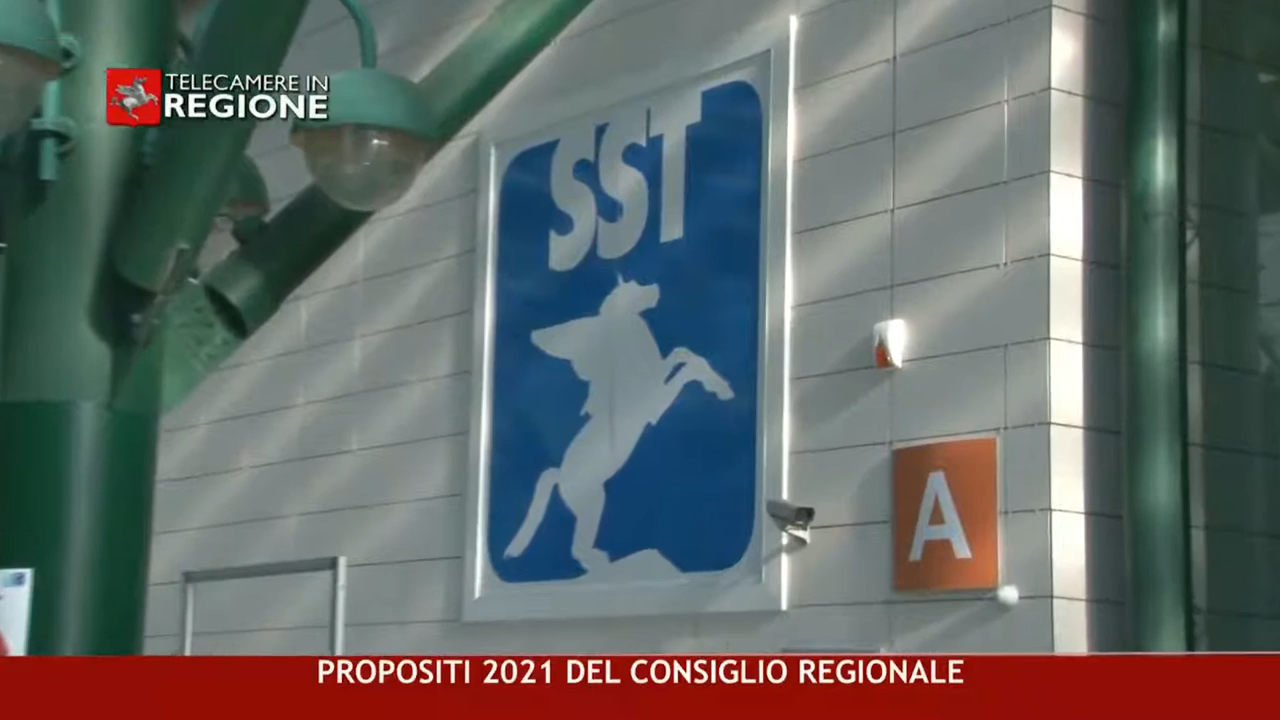 TELECAMERE IN
REGIONE
SST
A
PROPOSITI 2021 DEL CONSIGLIO REGIONALE